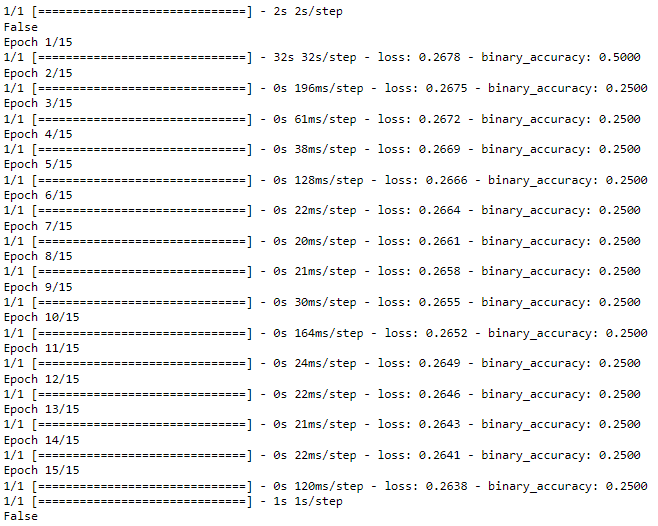 1/1 [==============================] - 2s 2s/step
False
Epoch 1/15
1/1 [==============================] - 32s 32s/step - loss: 0.2678 - binary_accuracy: 0.5000
Epoch 2/15
1/1 [==============================] - 0s 196ms/step - loss: 0.2675 - binary_accuracy: 0.2500
Epoch 3/15
1/1 [==============================] - 0s 61ms/step - loss: 0.2672 - binary_accuracy: 0.2500
Epoch 4/15
1/1 [==============================] - 0s 38ms/step - loss: 0.2669 - binary_accuracy: 0.2500
Epoch 5/15
1/1 [==============================] - 0s 128ms/step - loss: 0.2666 - binary_accuracy: 0.2500
Epoch 6/15
1/1 [==============================] - 0s 22ms/step - loss: 0.2664 - binary_accuracy: 0.2500
Epoch 7/15
1/1 [==============================] - 0s 20ms/step - loss: 0.2661 - binary_accuracy: 0.2500
Epoch 8/15
1/1 [==============================] - 0s 21ms/step - loss: 0.2658 - binary_accuracy: 0.2500
Epoch 9/15
1/1 [==============================] - 0s 30ms/step - loss: 0.2655 - binary_accuracy: 0.2500
Epoch 10/15
1/1 [==============================] - 0s 164ms/step - loss: 0.2652 - binary_accuracy: 0.2500
Epoch 11/15
1/1 [==============================] - 0s 24ms/step - loss: 0.2649 - binary_accuracy: 0.2500
Epoch 12/15
1/1 [==============================] - 0s 22ms/step - loss: 0.2646 - binary_accuracy: 0.2500
Epoch 13/15
1/1 [==============================] - 0s 21ms/step - loss: 0.2643 - binary_accuracy: 0.2500
Epoch 14/15
1/1 [==============================] - 0s 22ms/step - loss: 0.2641 - binary_accuracy: 0.2500
Epoch 15/15
1/1 [==============================] - 0s 120ms/step - loss: 0.2638 - binary_accuracy: 0.2500
1/1 [==============================] - 1s 1s/step
False